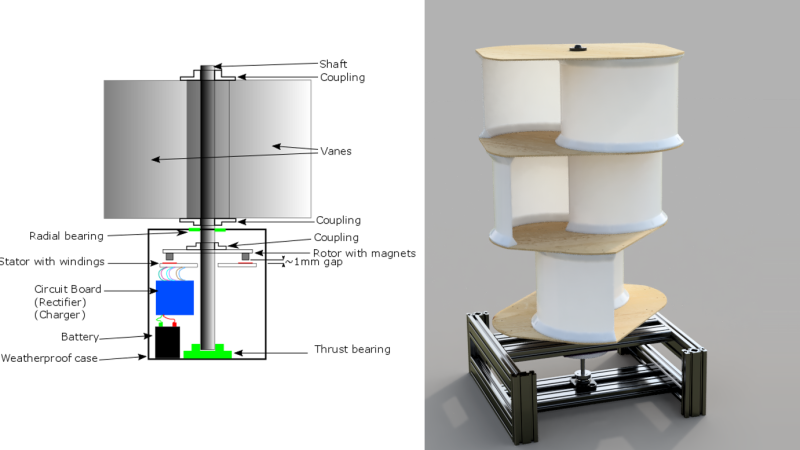 Shaft
Coupling
Vanes
Coupling
Radial bearing
Coupling
Rotor with magnets
Stator with windings
~1mm gap
Circuit Board
(Rectifier)
(Charger)
Battery
Thrust bearing
Weatherproof case